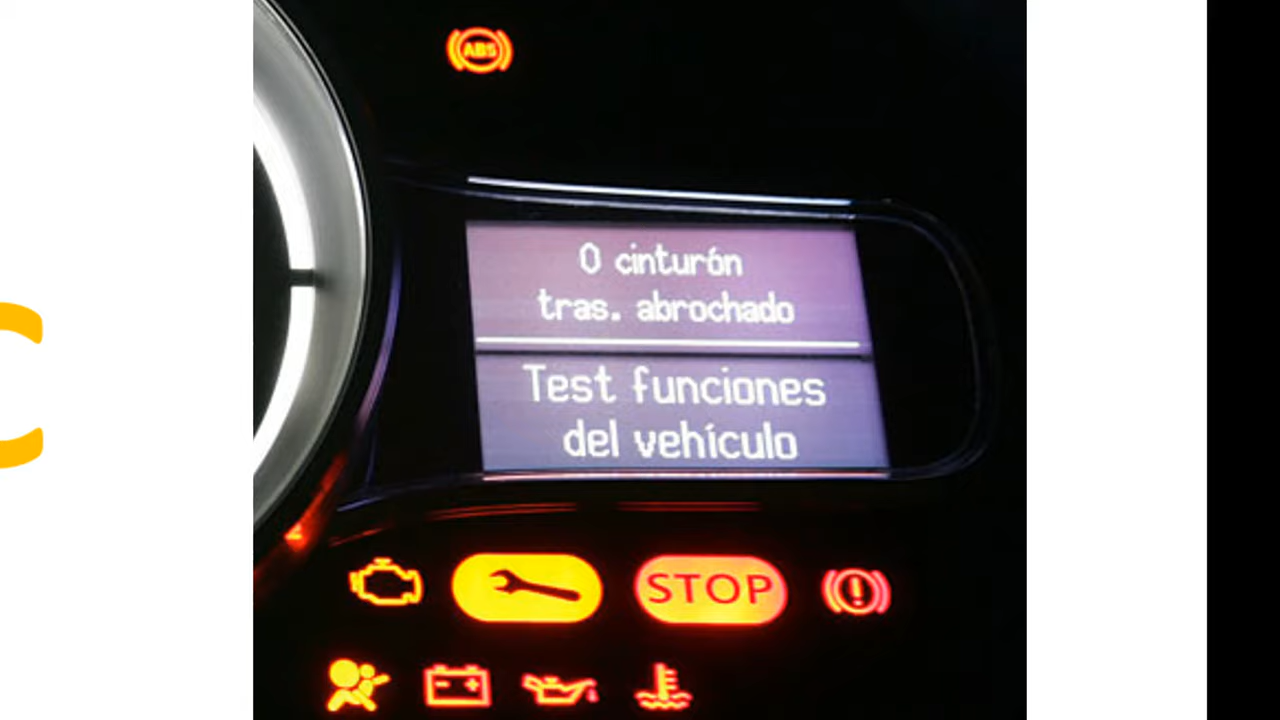 ABS
0 cinturón
tras. abrochado
Test funciones
del vehículo
STOP